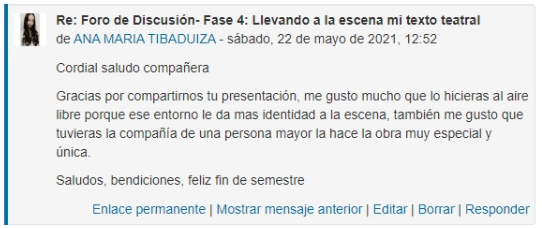 Re: Foro de Discusión- Fase 4: Llevando a la escena mi texto teatral
de ANA MARIA TIBADUIZA - sábado, 22 de mayo de 2021, 12:52
Cordial saludo compañera
Gracias por compartirnos tu presentación, me gusto mucho que lo hicieras al aire
libre porque ese entorno le da mas identidad a la escena, también me gusto que
tuvieras la compañía de una persona mayor la hace la obra muy especial y
única.
Saludos, bendiciones, feliz fin de semestre
Enlace permanente | Mostrar mensaje anterior | Editar | Borrar | Responder